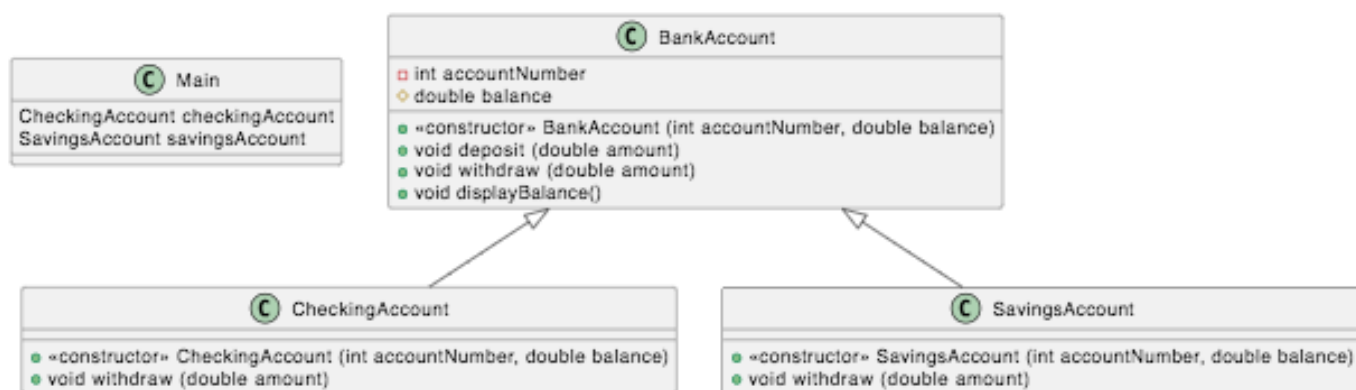 C Main
CheckingAccount checkingAccount
SavingsAccount savingsAccount
C BankAccount
int accountNumber
double balance
«constructor» BankAccount (int accountNumber, double balance)
void deposit (double amount)
void withdraw (double amount)
void displayBalance()
C CheckingAccount
«constructor» CheckingAccount (int accountNumber, double balance)
void withdraw (double amount)
C SavingsAccount
«constructor» SavingsAccount (int accountNumber, double balance)
void withdraw (double amount)